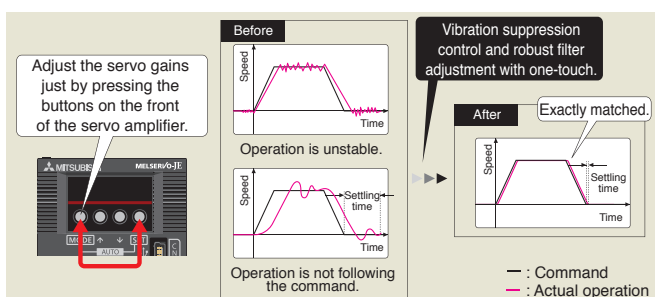 Adjust the servo gains
just by pressing the
buttons on the front
of the servo amplifier.
MITSUBISHI
MELSERVO-JE
MODE
SET
AUTO
Before
Speed
Time
Operation is unstable.
Speed
Settling
time
Time
Operation is not following
the command.
Vibration suppression
control and robust filter
adjustment with one-touch.
After
Exactly matched.
Speed
Settling
time
Time
: Command
: Actual operation